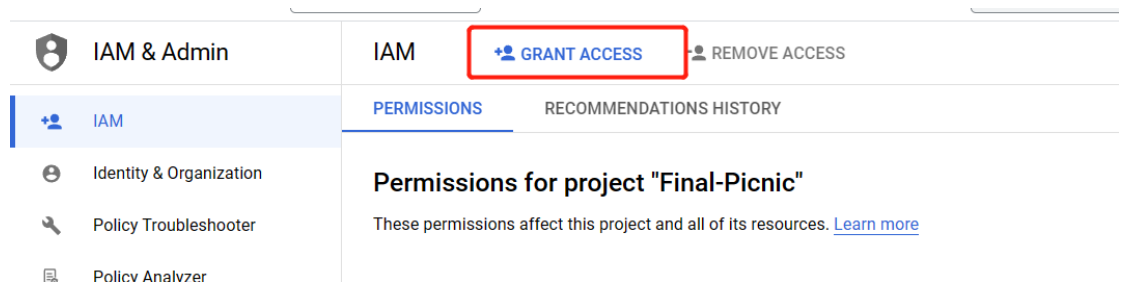 IAM & Admin
IAM
GRANT ACCESS
REMOVE ACCESS
IAM
PERMISSIONS
RECOMMENDATIONS HISTORY
Identity & Organization
Permissions for project "Final-Picnic"
Policy Troubleshooter
These permissions affect this project and all of its resources. Learn more
Policy Analyzer